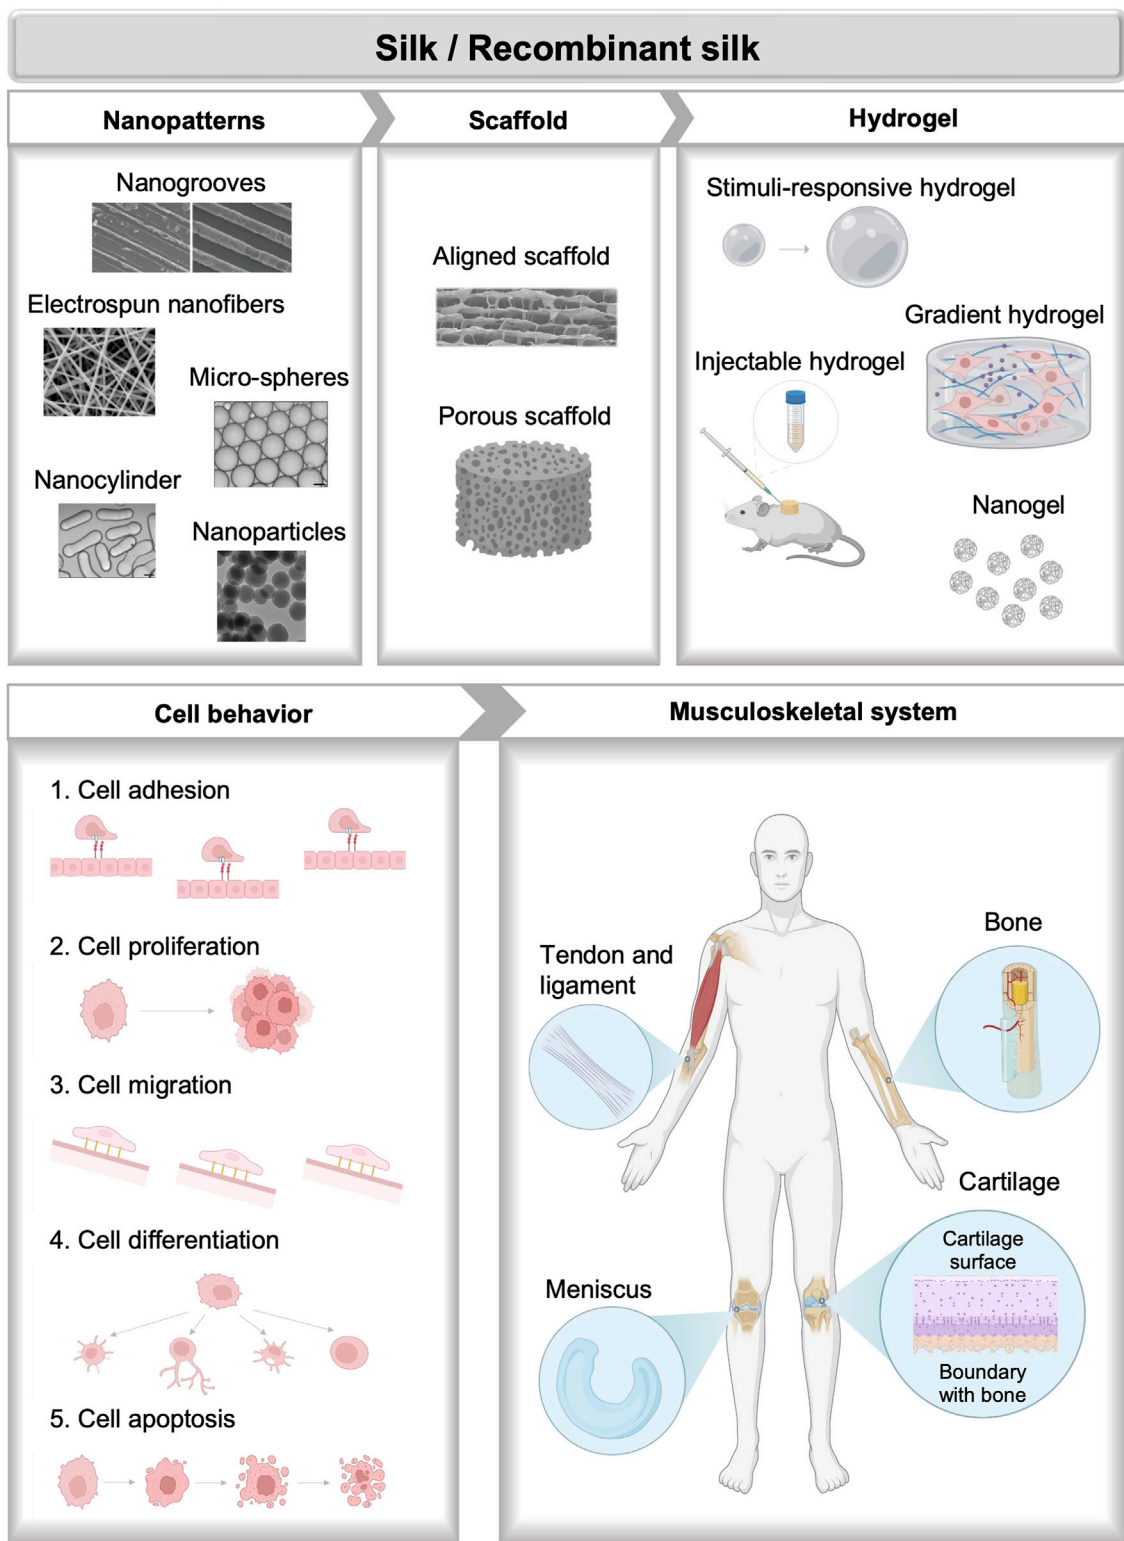 Silk / Recombinant silk
Nanopatterns
Scaffold
Hydrogel
Nanogrooves
Electrospun nanofibers
Micro-spheres
Nanocylinder
Nanoparticles
Aligned scaffold
Porous scaffold
Stimuli-responsive hydrogel
Gradient hydrogel
Injectable hydrogel
Nanogel
Cell behavior
Musculoskeletal system
1. Cell adhesion
2. Cell proliferation
3. Cell migration
4. Cell differentiation
5. Cell apoptosis
Tendon and
ligament
Bone
Cartilage
Cartilage
surface
Boundary
with bone
Meniscus